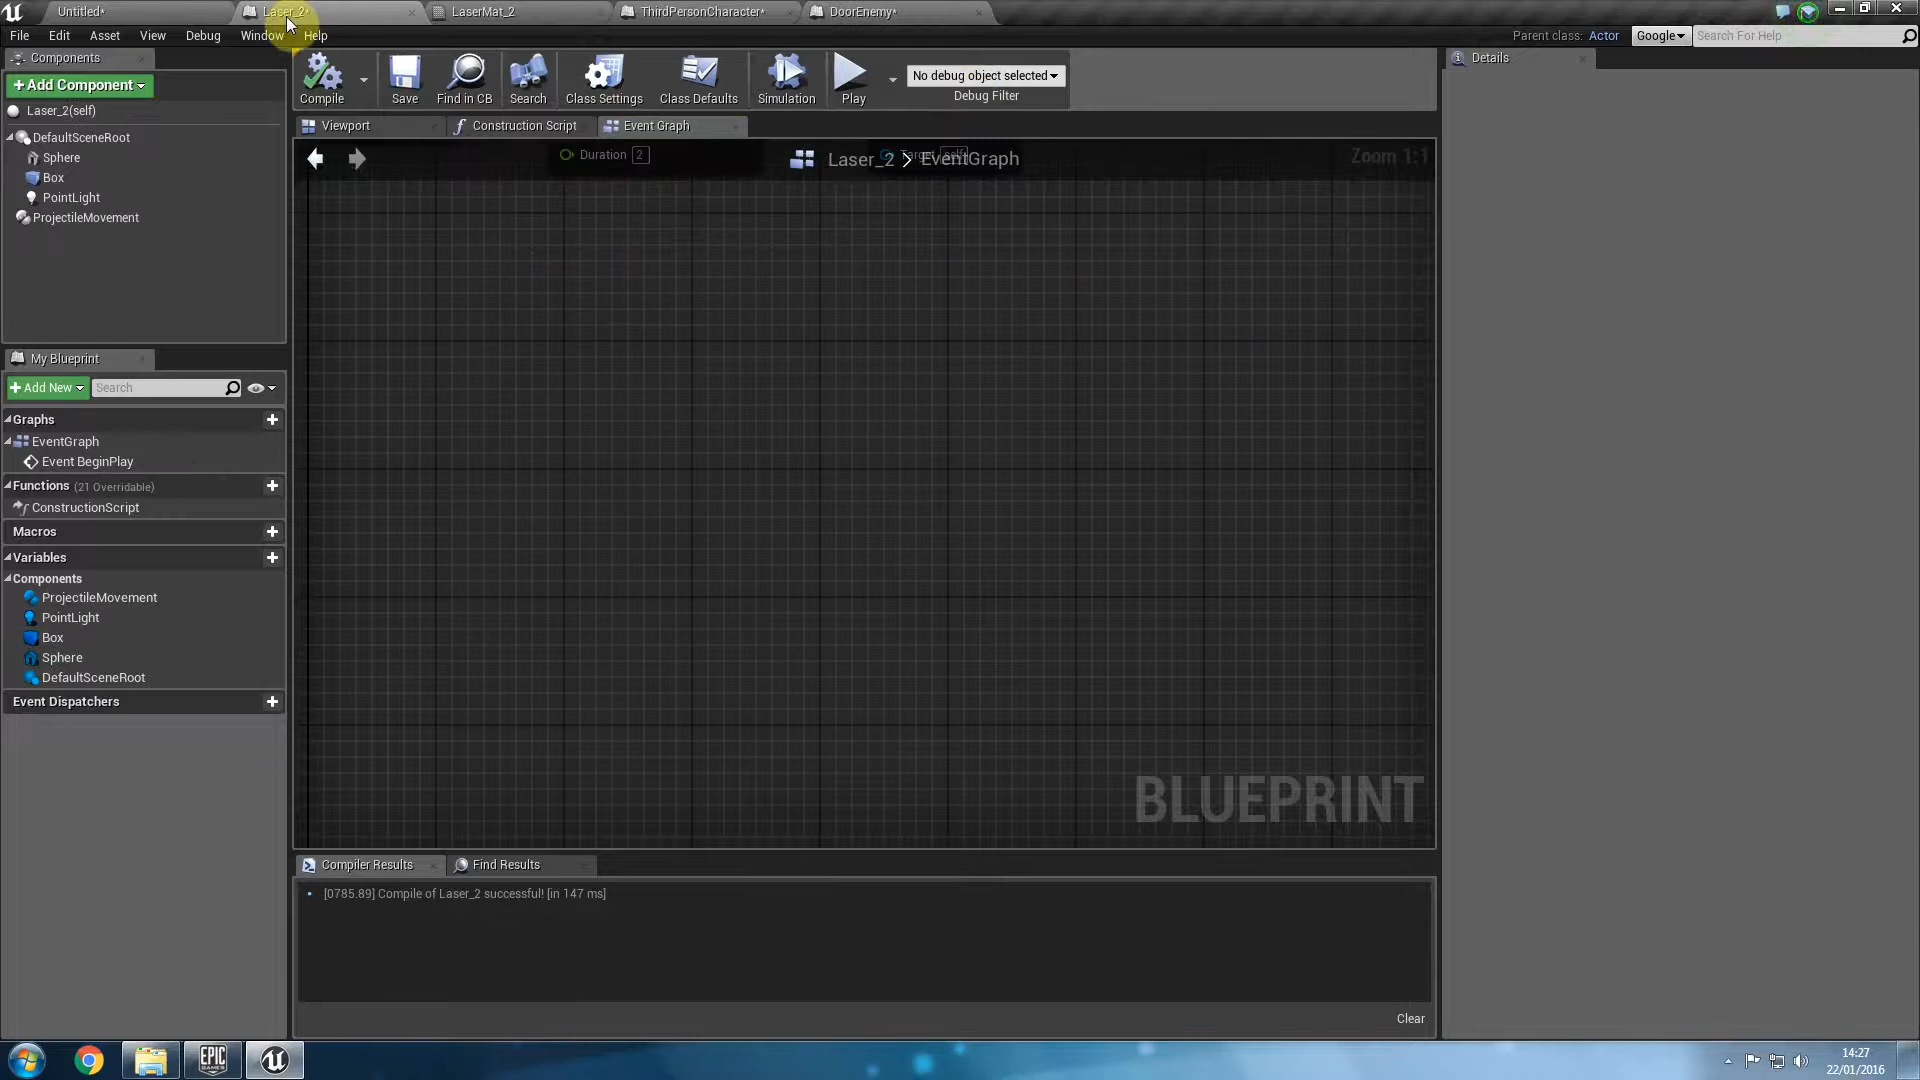 Untitled*
Laser_2*
LaserMat_2
ThirdPersonCharacter*
DoorEnemy*
File Edit Asset View Debug Window Help
Parent class: Actor
Google
Search For Help
Components
+Add Component
Laser_2(self)
DefaultSceneRoot
Sphere
Box
PointLight
ProjectileMovement
Compile
Save
Find in CB
Search
Class Settings
Class Defaults
Simulation
Play
No debug object selected
Debug Filter
Details
Viewport
Construction Script
Event Graph
Duration 2
Target self
Laser_2 > EventGraph
Zoom 1:1
My Blueprint
+Add New
Search
Graphs
EventGraph
Event BeginPlay
Functions (21 Overridable)
ConstructionScript
Macros
Variables
Components
ProjectileMovement
PointLight
Box
Sphere
DefaultSceneRoot
Event Dispatchers
BLUEPRINT
Compiler Results
Find Results
[0785.89] Compile of Laser_2 successful! [in 147 ms]
Clear
EPIC
GAMES
14:27
22/01/2016